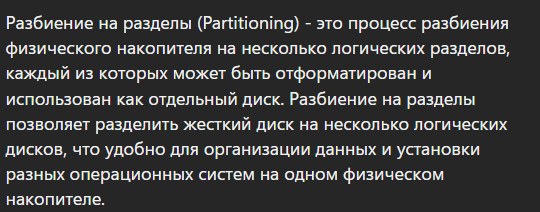 Разбиение на разделы (Partitioning) - это процесс разбиения
физического накопителя на несколько логических разделов,
каждый из которых может быть отформатирован и
использован как отдельный диск. Разбиение на разделы
позволяет разделить жесткий диск на несколько логических
дисков, что удобно для организации данных и установки
разных операционных систем на одном физическом
накопителе.